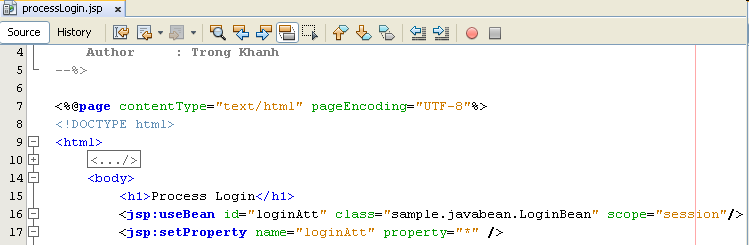 processLogin.jsp
Source History
4 Author : Trong Khanh
5 --%>
6
7 <%@page contentType="text/html" pageEncoding="UTF-8"%>
8 <!DOCTYPE html>
9 <html>
10 <.../>
14 <body>
15 <h1>Process Login</h1>
16 <jsp:useBean id="loginAtt" class="sample.javabean.LoginBean" scope="session"/>
17 <jsp:setProperty name="loginAtt" property="*" />